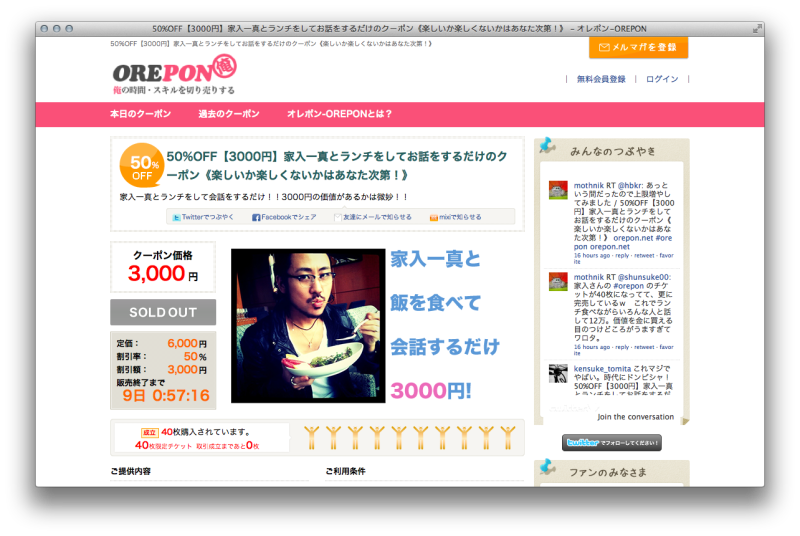 50%OFF【3000円】家入一真とランチをしてお話をするだけのクーポン《楽しいか楽しくないかはあなた次第！》 – オレポン-OREPON
50%OFF【3000円】家入一真とランチをしてお話をするだけのクーポン《楽しいか楽しくないかはあなた次第！》
メルマガを登録
OREPON俺
俺の時間・スキルを切り売りする
| 無料会員登録 | ログイン |
本日のクーポン 過去のクーポン オレポン-OREPONとは？
50%OFF
50%OFF【3000円】家入一真とランチをしてお話をするだけのク
ーポン《楽しいか楽しくないかはあなた次第！》
家入一真とランチをして会話をするだけ！！3000円の価値があるかは微妙！！
Twitterでつぶやく Facebookでシェア 友達にメールで知らせる mixiで知らせる
クーポン価格
3,000 円
SOLD OUT
定価： 6,000 円
割引率： 50 %
割引額： 3,000 円
販売終了まで
9日 0:57:16
家入一真と
飯を食べて
会話するだけ
3000円!
成立 40枚購入されています。
40枚限定チケット 取引成立まであと0枚
ご提供内容 ご利用条件
みんなのつぶやき
mothnik RT @hbkr: あっと
いう間だったので上限増やし
てみました / 50%OFF【3000
円】家入一真とランチをして
お話をするだけのクーポン《
楽しいか楽しくないかはあな
た次第！》 orepon.net #ore
pon orepon.net
16 hours ago · reply · retweet · favor
ite
mothnik RT @shunsuke00:
家入さんの #orepon のチケ
ットが40枚になってて、更に
完売しているｗ これでラン
チ食べながらいろんな人と話
して12万。価値を金に買える
目のつけどころがうますぎて
ワロタ。
16 hours ago · reply · retweet · favor
ite
kensuke_tomita これマジで
やばい。時代にドンピシャ！
50%OFF【3000円】家入一真
とランチをしてお話をするだ
Join the conversation
twitterでフォローしてください！
ファンのみなさま